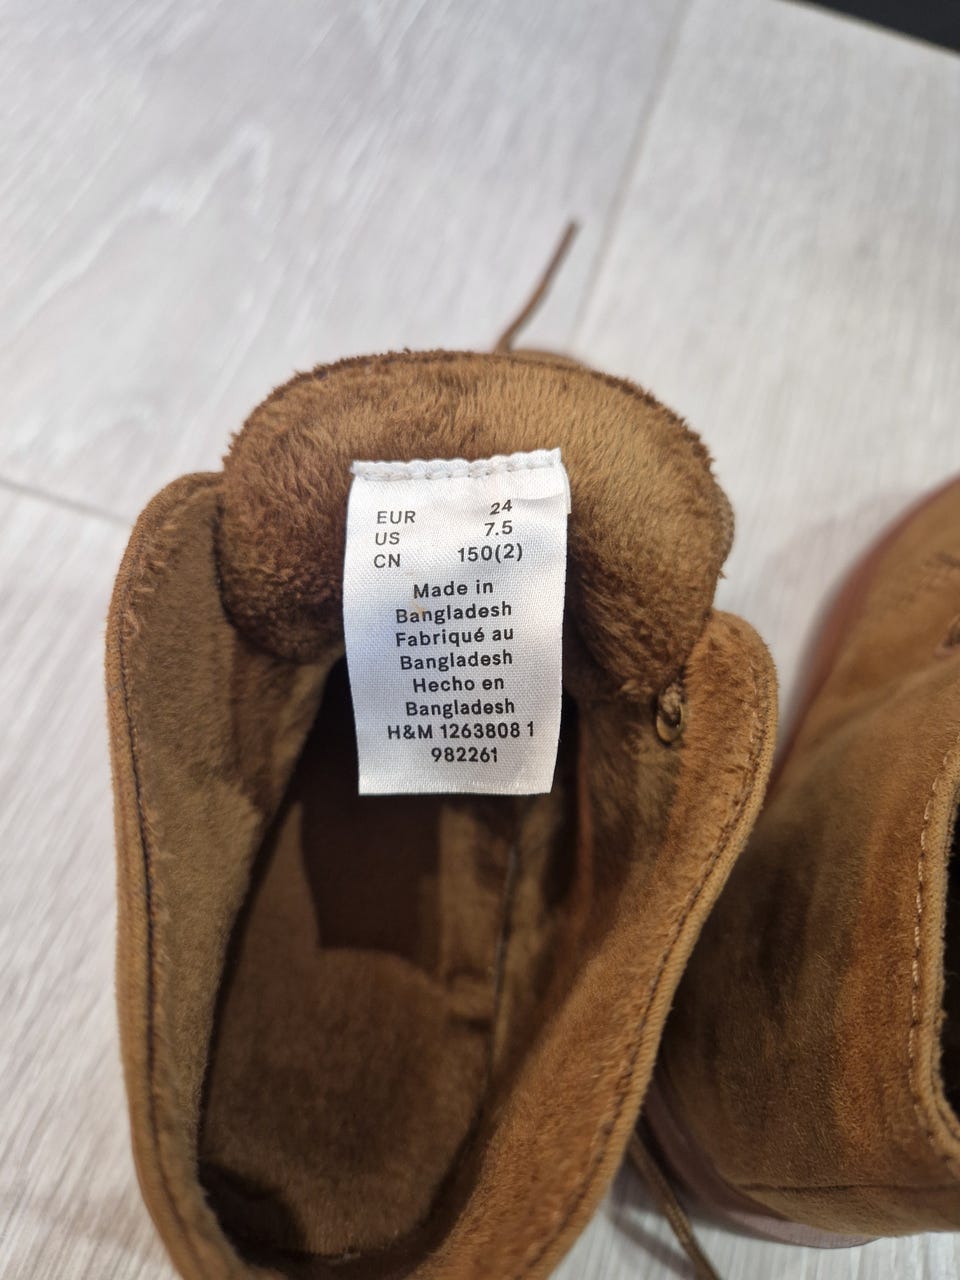 EUR 24
US 7.5
CN 150(2)
Made in
Bangladesh
Fabriqué au
Bangladesh
Hecho en
Bangladesh
H&M 1263808 1
982261